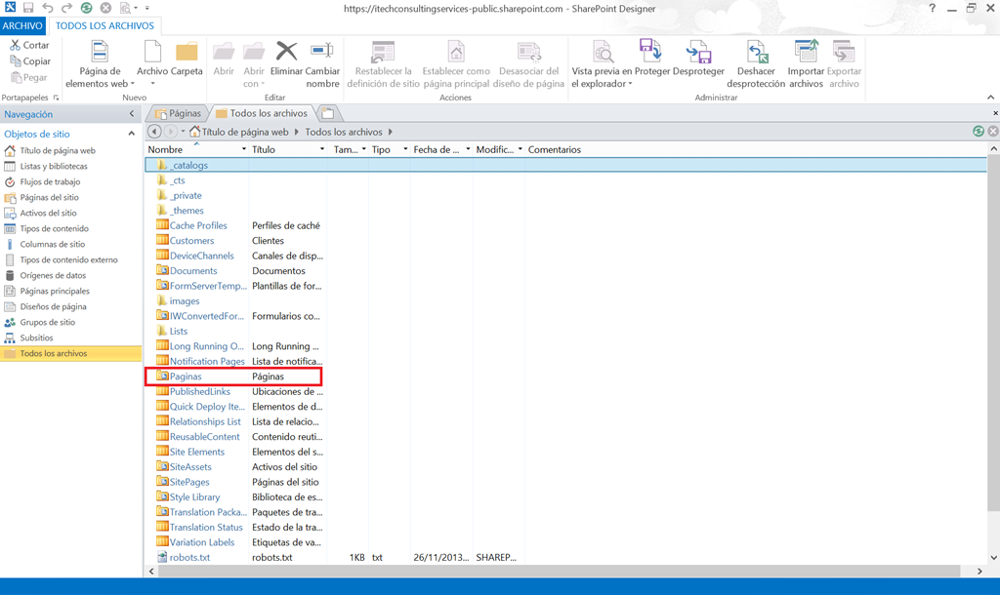 https://itechconsultingservices-public.sharepoint.com - SharePoint Designer
ARCHIVO TODOS LOS ARCHIVOS
Cortar
Copiar
Pegar
Portapapeles
Página de elementos web
Archivo
Carpeta
Nuevo
Abrir
Abrir con
Eliminar
Cambiar nombre
Editar
Restablecer la definición de sitio
Establecer como página principal
Desasociar del diseño de página
Acciones
Vista previa en el explorador
Proteger
Desproteger
Deshacer desprotección
Importar archivos
Exportar archivo
Administrar
Navegación
Objetos de sitio
Título de página web
Listas y bibliotecas
Flujos de trabajo
Páginas del sitio
Activos del sitio
Tipos de contenido
Columnas de sitio
Tipos de contenido externo
Orígenes de datos
Páginas principales
Diseños de página
Grupos de sitio
Subsitios
Todos los archivos
Páginas Todos los archivos
Título de página web Todos los archivos
Nombre Título Tam... Tipo Fecha de ... Modific... Comentarios
_catalogs
_cts
_private
_themes
Cache Profiles Perfiles de caché
Customers Clientes
DeviceChannels Canales de disp...
Documents Documentos
FormServerTemp... Plantillas de for...
images
IWConvertedFor... Formularios co...
Lists
Long Running O... Long Running ...
Notification Pages Lista de notifica...
Paginas Páginas
PublishedLinks Ubicaciones de ...
Quick Deploy Ite... Elementos de d...
Relationships List Lista de relacio...
ReusableContent Contenido reuti...
Site Elements Elementos del s...
SiteAssets Activos del sitio
SitePages Páginas del sitio
Style Library Biblioteca de es...
Translation Packa... Paquetes de tra...
Translation Status Estado de la tra...
Variation Labels Etiquetas de va...
robots.txt robots.txt 1KB txt 26/11/2013... SHAREP...